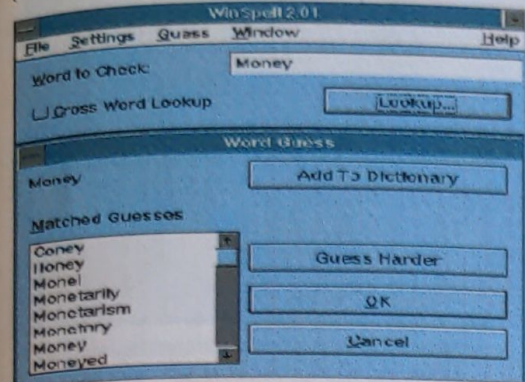 WinSpell 2.01
File Settings Guess Window Help
Word to Check: Money
Cross Word Lookup Lookup...
Word Guess
Money Add To Dictionary
Matched Guesses
Coney
Honey Guess Harder
Monel
Monetarily
Monetarism OK
Monetary
Money Cancel
Moneyed